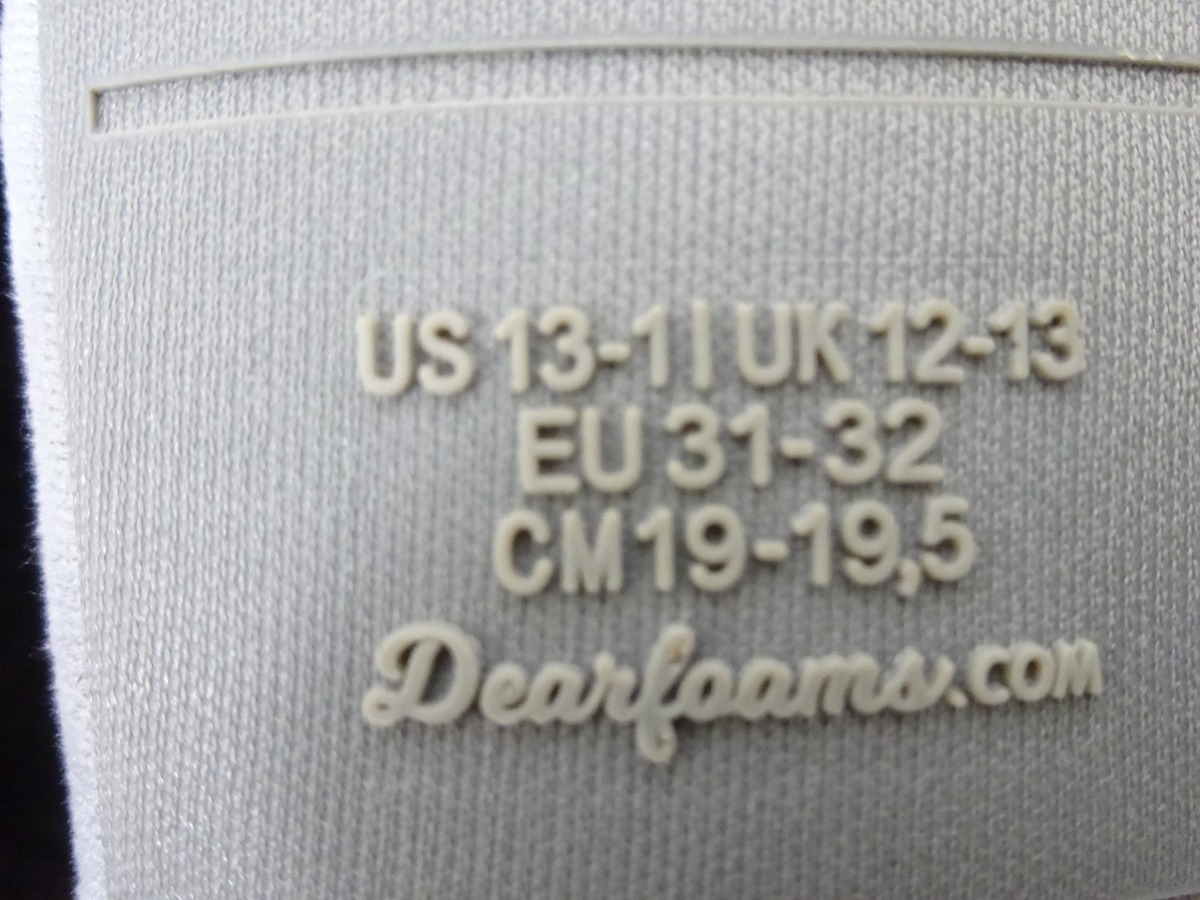 US 13-1 | UK 12-13
EU 31-32
CM 19-19,5
Dearfoams.COM